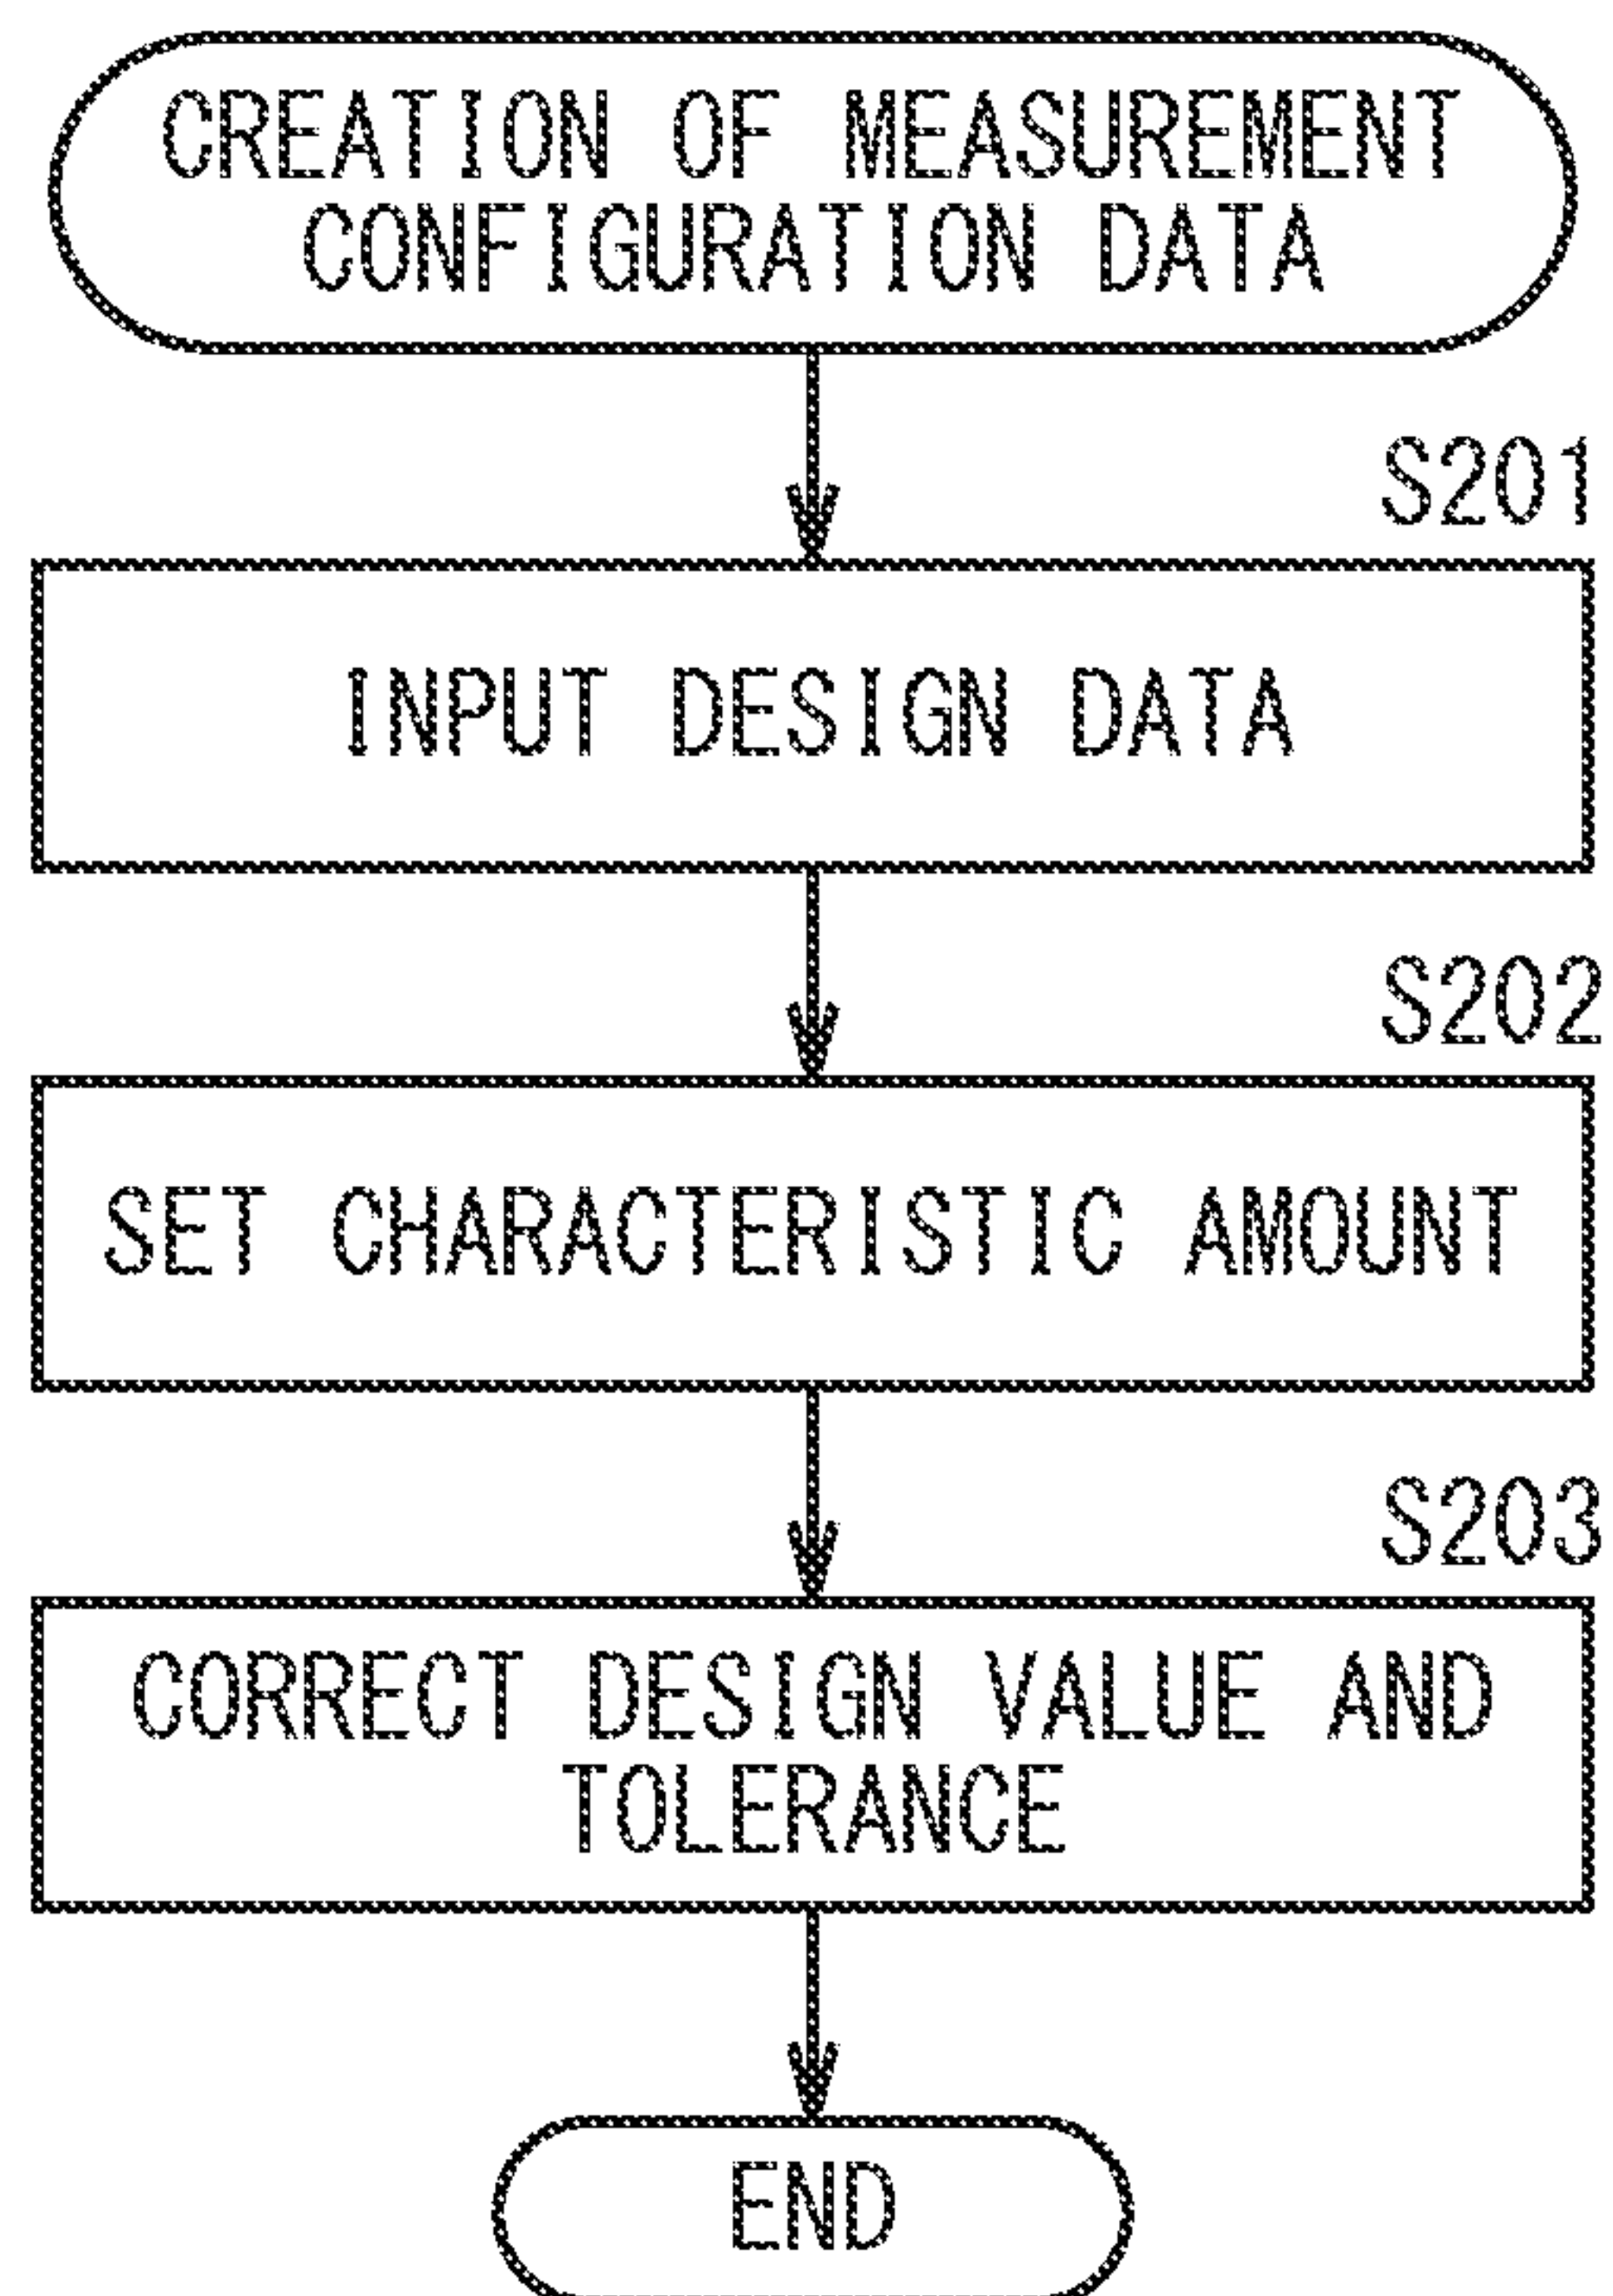 CREATION OF MEASUREMENT
CONFIGURATION DATA
S201
INPUT DESIGN DATA
S202
SET CHARACTERISTIC AMOUNT
S203
CORRECT DESIGN VALUE AND
TOLERANCE
END